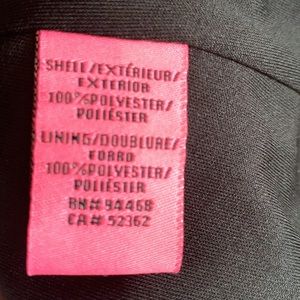 SHELL/EXTÉRIEUR/
EXTERIOR
100%POLYESTER/
POLIÉSTER
LINING/DOUBLURE/
FORRO
100%POLYESTER/
POLIÉSTER
RN# 94468
CA# 52362